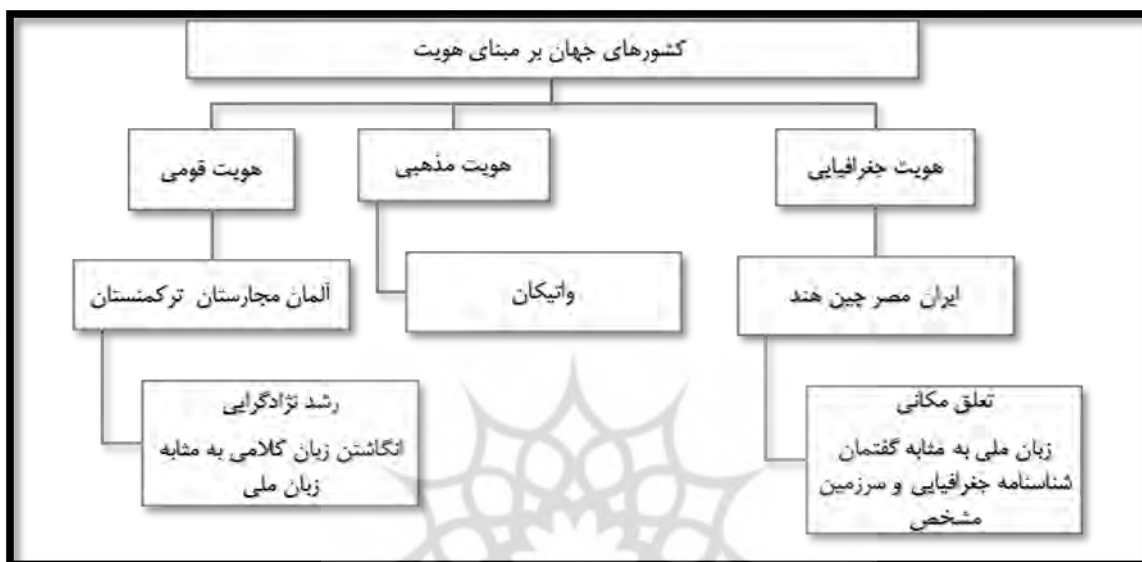 کشورهای جهان بر مبنای هویت
هویت جغرافیایی
هویت مذهبی
هویت قومی
ایران مصر چین هند
واتیکان
آلمان مجارستان ترکمنستان
تعلق مکانی
زبان ملی به مثابه گفتمان
شناسنامه جغرافیایی و سرزمین
مشخص
رشد نژادگرایی
انگاشتن زبان کلامی به مثابه
زبان ملی